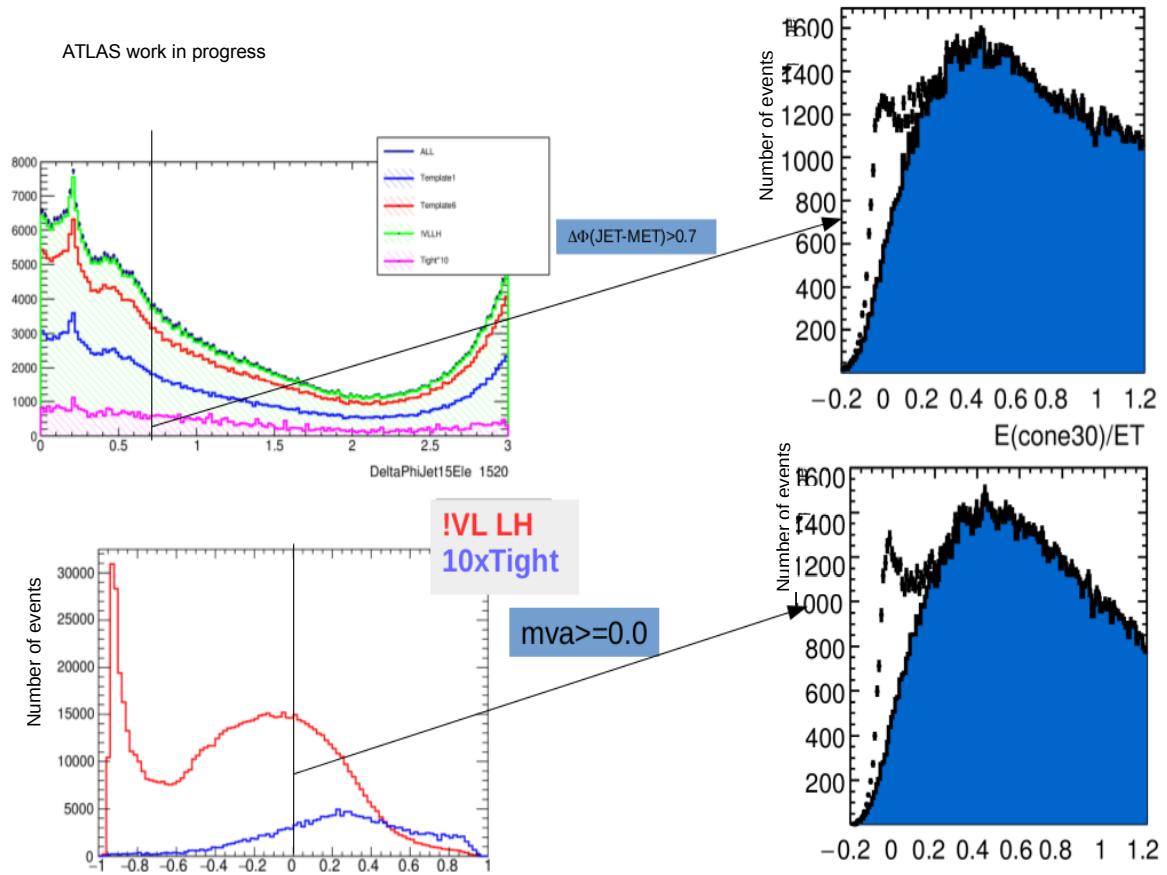 ATLAS work in progress
8000
7000
6000
5000
4000
3000
2000
1000
0
0 0.5 1 1.5 2 2.5 3
DeltaPhiJet15Ele 1520
ALL
Template1
Template6
!VLLH
Tight*10
ΔΦ(JET-MET)>0.7
Number of events
1600
1400
1200
1000
800
600
400
200
−0.2 0 0.2 0.4 0.6 0.8 1 1.2
E(cone30)/ET
!VL LH
10xTight
Number of events
30000
25000
20000
15000
10000
5000
0
−1 −0.8 −0.6 −0.4 −0.2 0 0.2 0.4 0.6 0.8 1
mva>=0.0
Number of events
1600
1400
1200
1000
800
600
400
200
−0.2 0 0.2 0.4 0.6 0.8 1 1.2